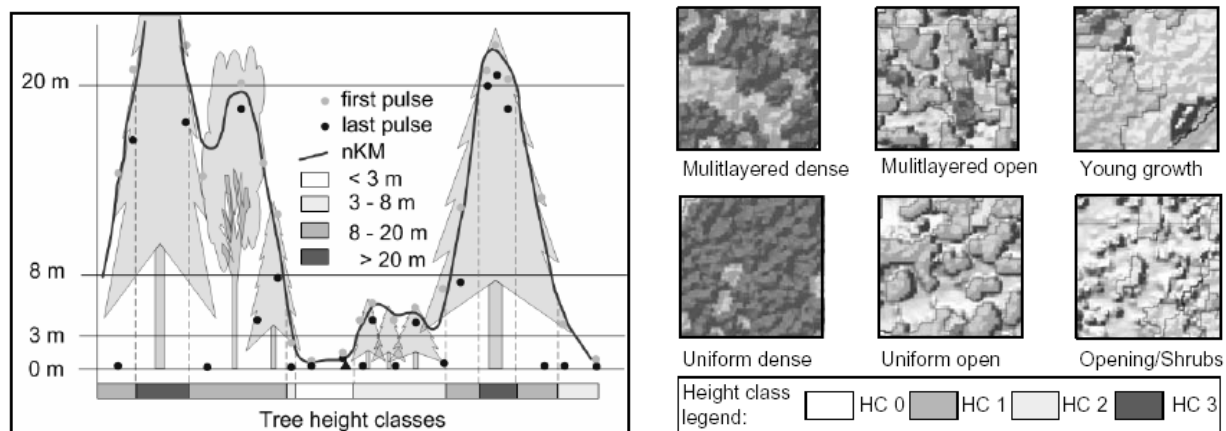 20 m
8 m
3 m
0 m
first pulse
last pulse
nKM
< 3 m
3 - 8 m
8 - 20 m
> 20 m
Tree height classes
Mulitlayered dense
Mulitlayered open
Young growth
Uniform dense
Uniform open
Opening/Shrubs
Height class
legend:
HC 0
HC 1
HC 2
HC 3